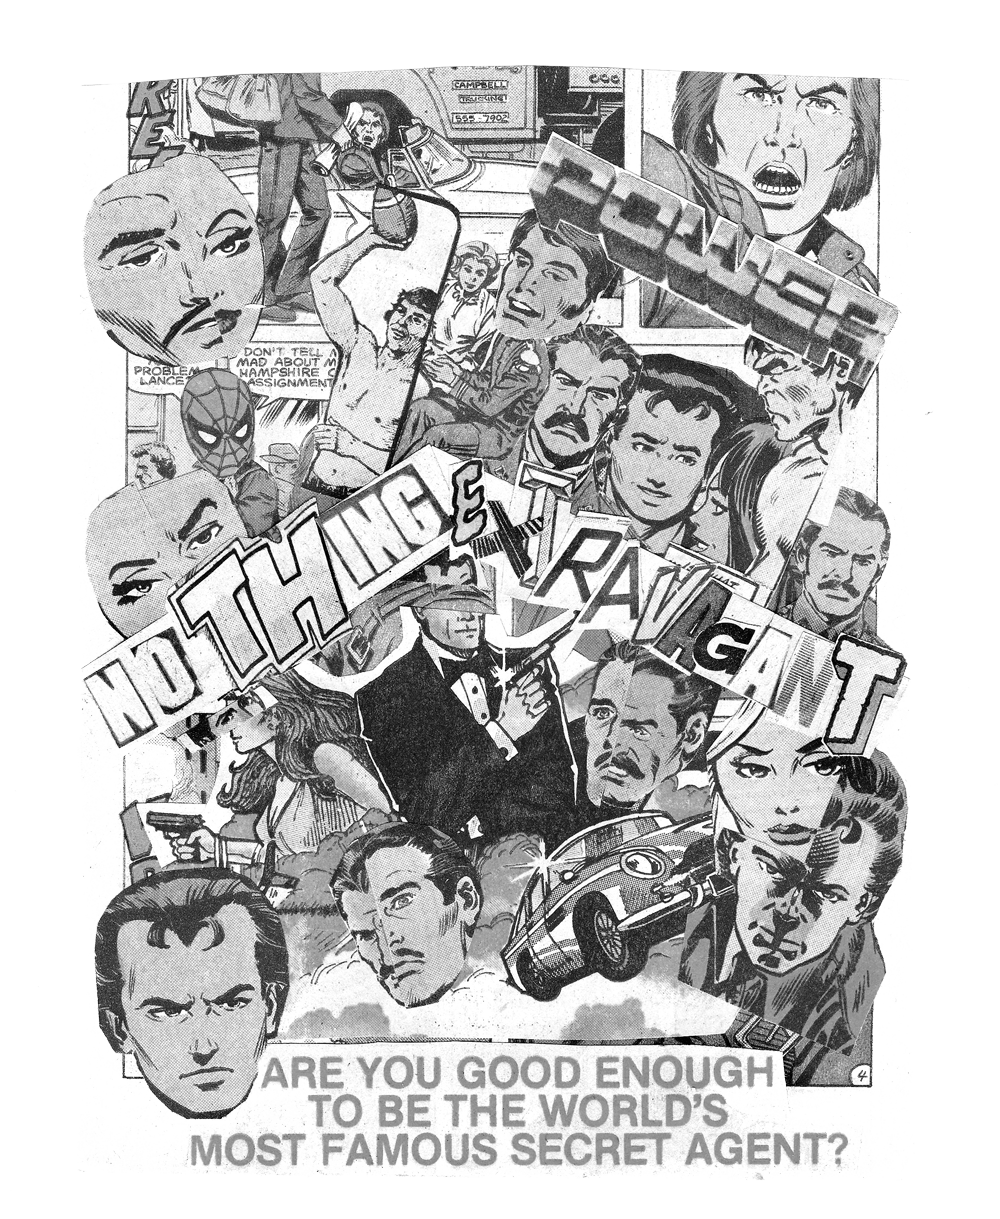 CAMPBELL
TRUCKING
555-7902
POWER
DON'T TELL
MAD ABOUT
HAMPSHIRE
ASSIGNMENT
PROBLEM
LANCE
NOTHING EXTRAVAGANT
4
ARE YOU GOOD ENOUGH
TO BE THE WORLD'S
MOST FAMOUS SECRET AGENT?